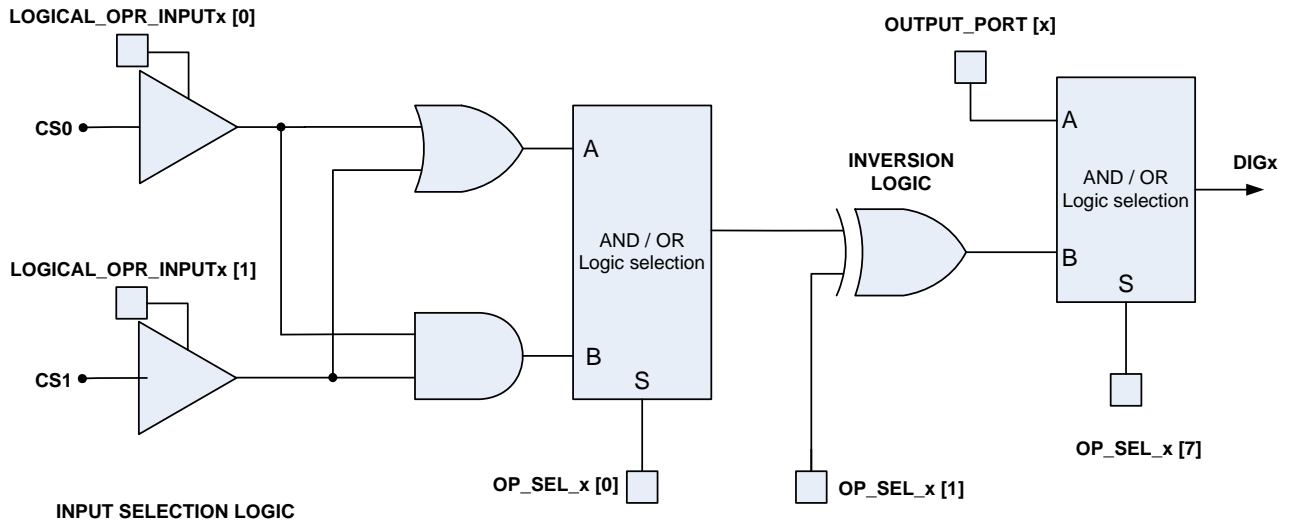 LOGICAL_OPR_INPUTx [0]
CS0
LOGICAL_OPR_INPUTx [1]
CS1
A
AND / OR
Logic selection
B
S
OP_SEL_x [0]
INVERSION
LOGIC
OP_SEL_x [1]
OUTPUT_PORT [x]
A
AND / OR
Logic selection
B
S
DIGx
OP_SEL_x [7]
INPUT SELECTION LOGIC